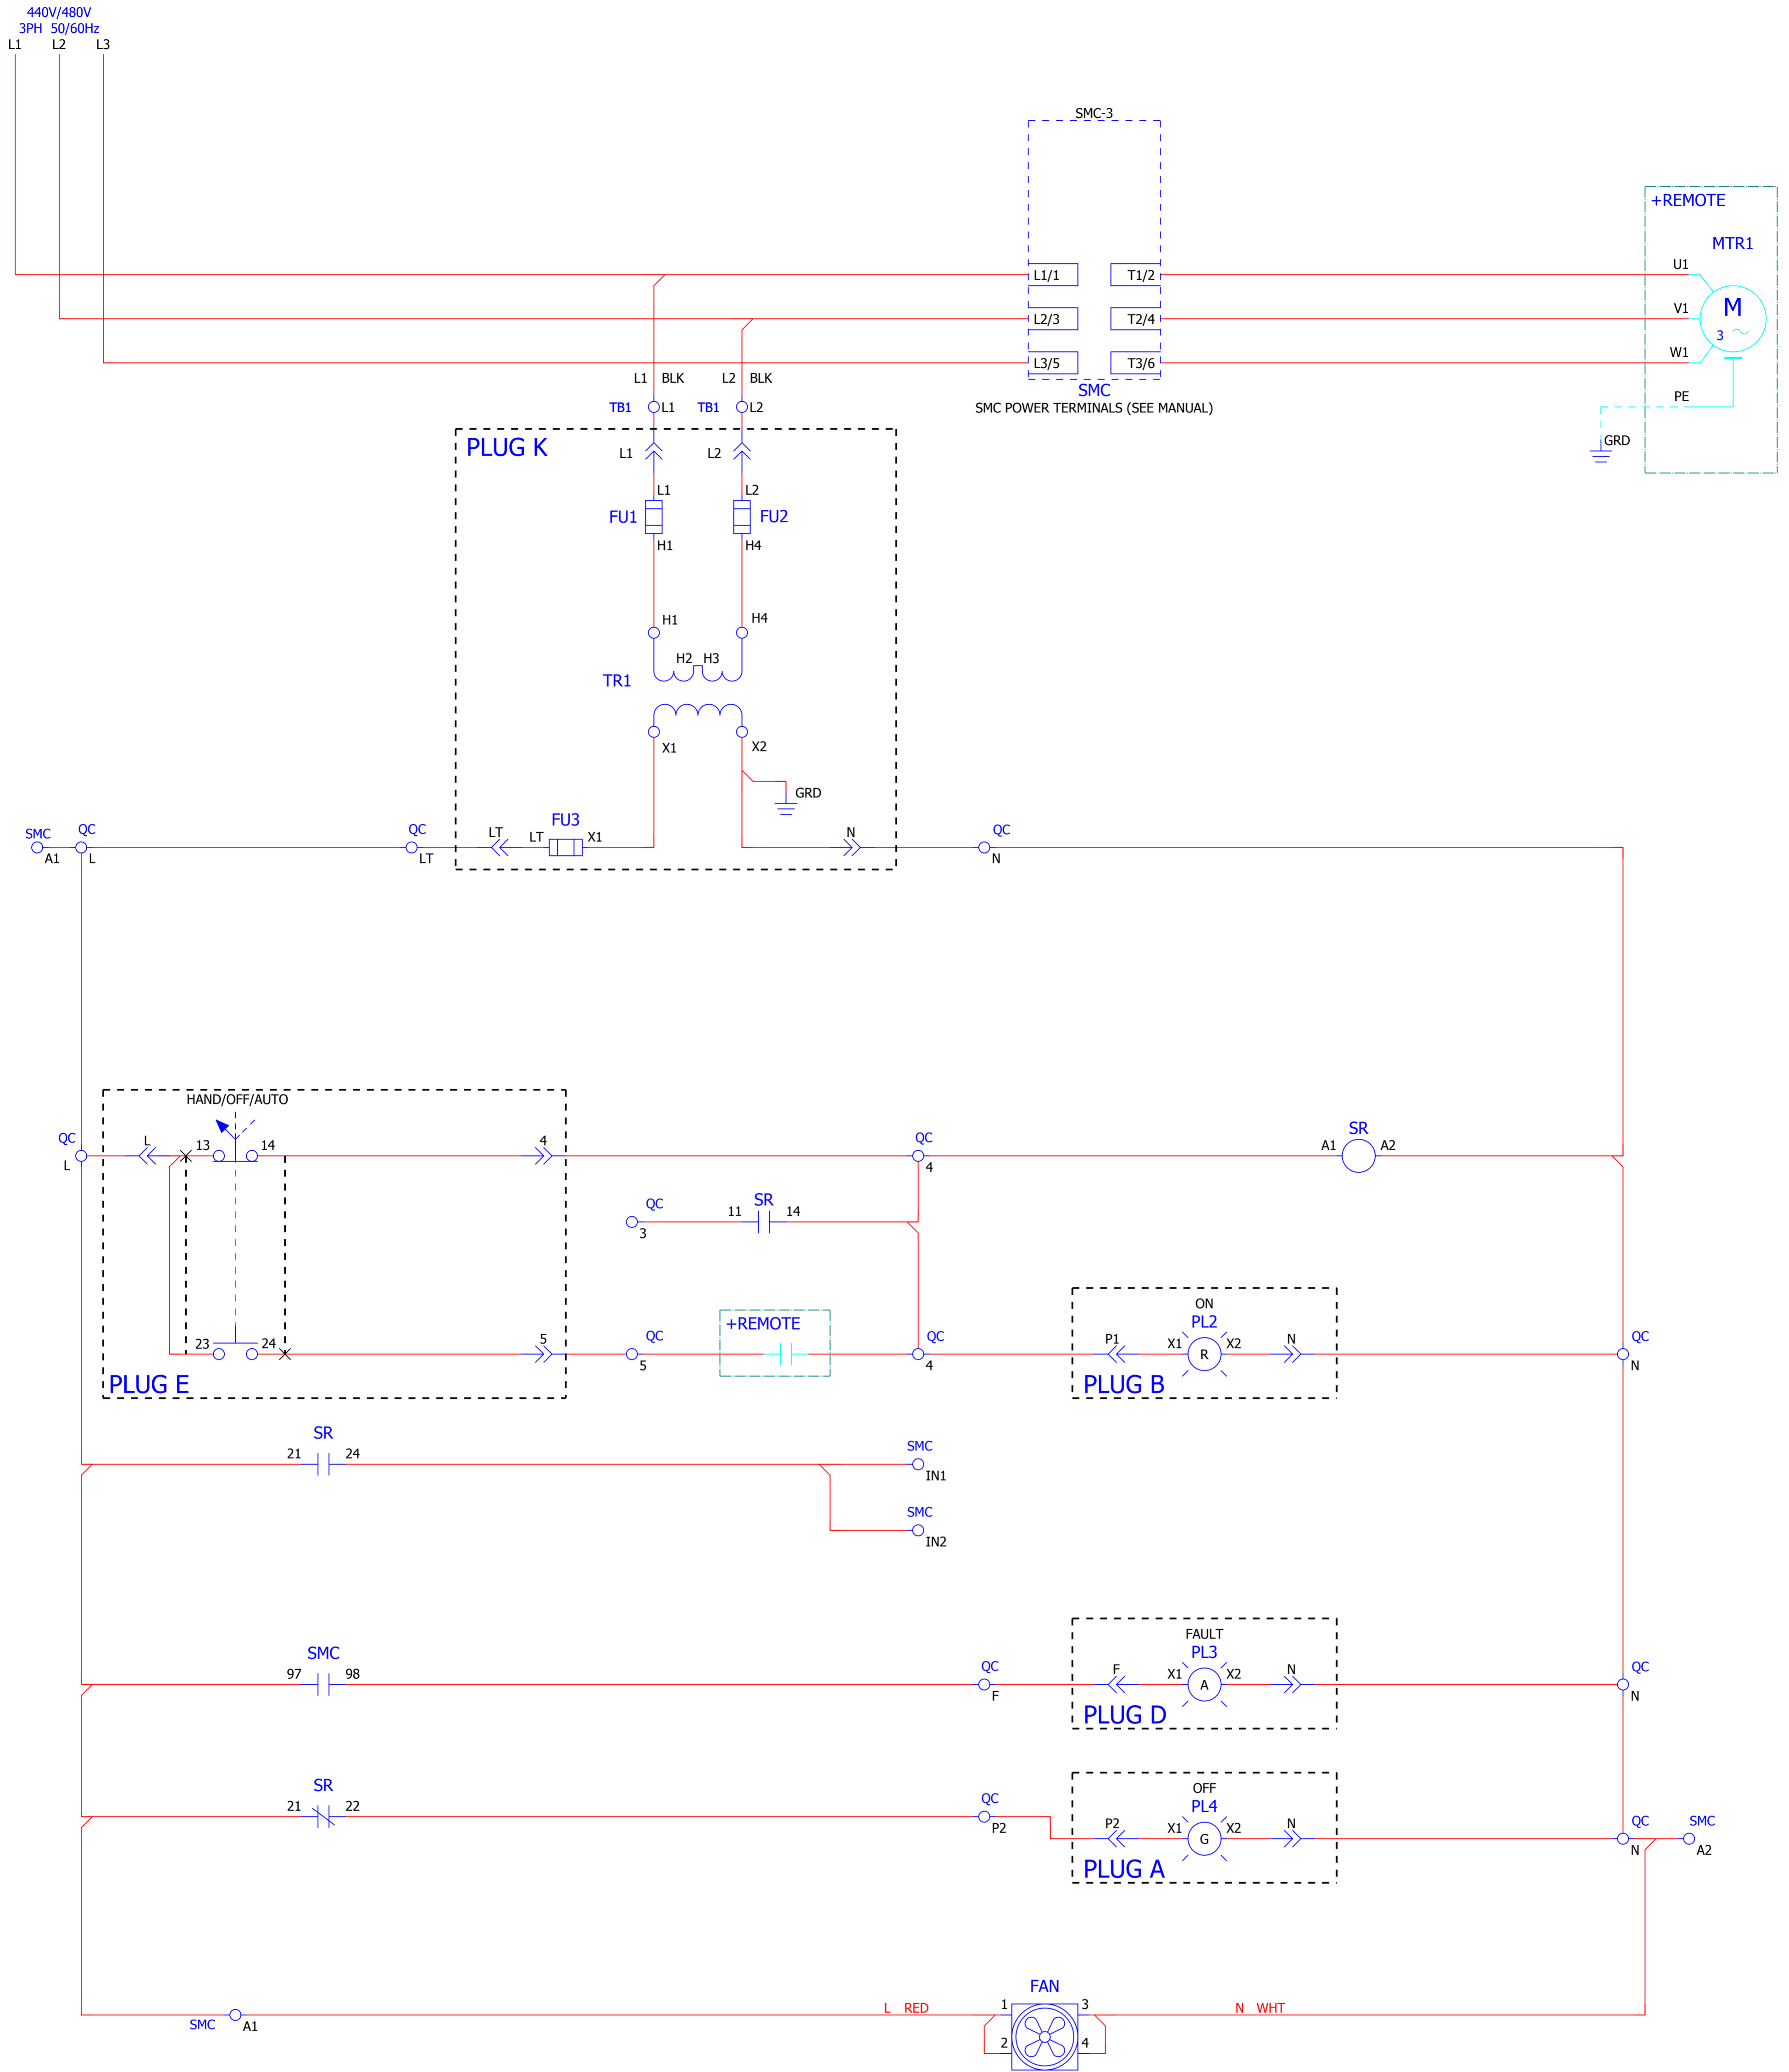 440V/480V
3PH 50/60Hz
L1 L2 L3
SMC-3
+REMOTE
MTR1
L1/1 T1/2 U1
M
3
L2/3 T2/4 V1
L3/5 T3/6 W1
L1 BLK L2 BLK
SMC
SMC POWER TERMINALS (SEE MANUAL)
PE
TB1 L1 TB1 L2
GRD
PLUG K
L1 L2
L1 L2
FU1 FU2
H1 H4
H1 H4
H2 H3
TR1
X1 X2
GRD
FU3
SMC QC QC LT LT X1 N QC
A1 L LT N
HAND/OFF/AUTO
QC L 13 14 4 QC SR
A1 A2
L 4
QC SR
11 14
3
+REMOTE
ON
PL2
23 24 5 QC QC P1 X1 R X2 N QC
5 4 N
PLUG E
PLUG B
SR
21 24 SMC
IN1
SMC
IN2
FAULT
PL3
SMC
97 98 QC F X1 A X2 N QC
F N
PLUG D
OFF
PL4
SR
21 22 QC
P2
P2 X1 G X2 N QC SMC
N A2
PLUG A
FAN
L RED 1 3 N WHT
SMC A1
2 4